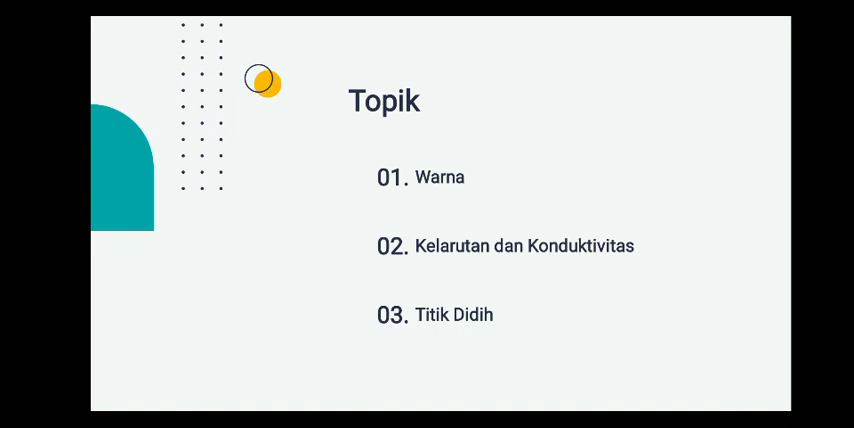 Topik
01. Warna
02. Kelarutan dan Konduktivitas
03. Titik Didih